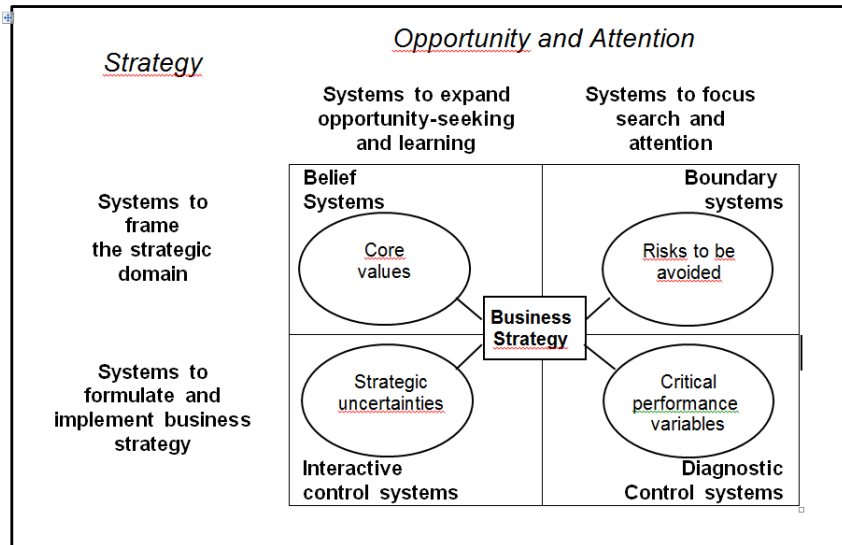 Opportunity and Attention
Strategy
Systems to expand
opportunity-seeking
and learning
Systems to focus
search and
attention
Systems to
frame
the strategic
domain
Belief
Systems
Core
values
Boundary
systems
Risks to be
avoided
Business
Strategy
Systems to
formulate and
implement business
strategy
Strategic
uncertainties
Interactive
control systems
Critical
performance
variables
Diagnostic
Control systems